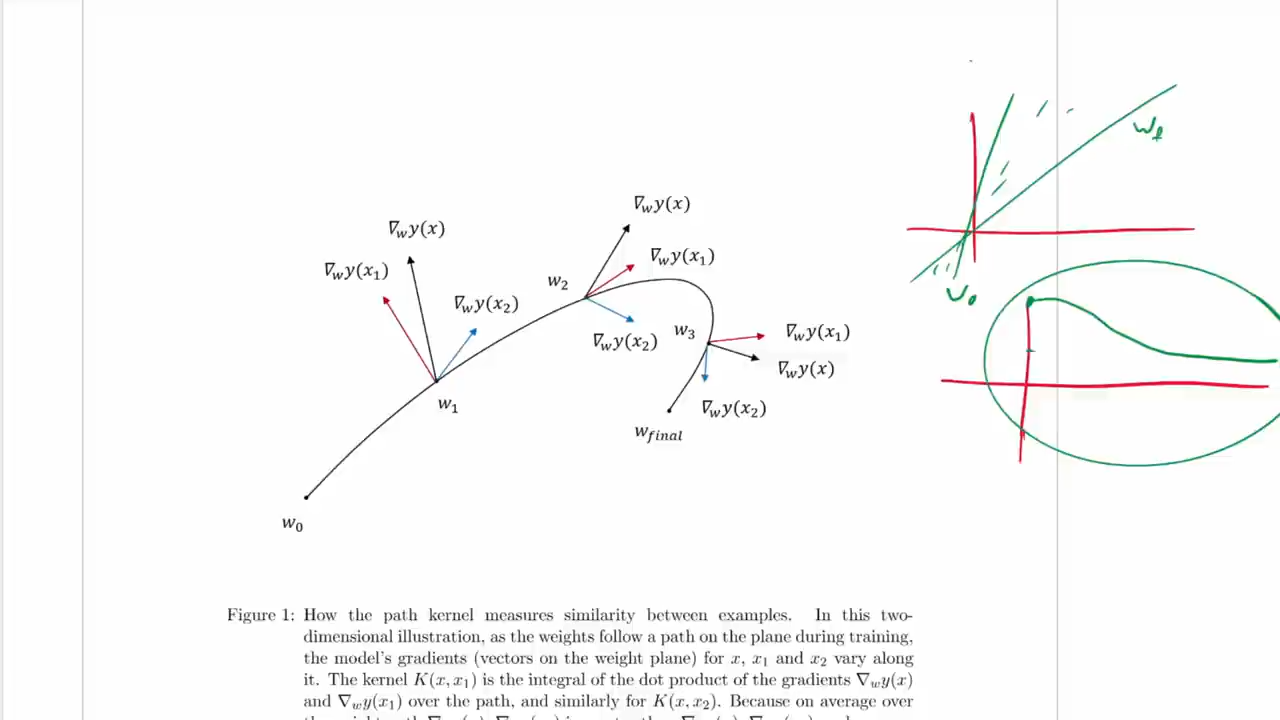 ∇wy(x)
∇wy(x1)
∇wy(x2)
w1
w0
∇wy(x)
w2
∇wy(x1)
∇wy(x2)
w3
∇wy(x1)
∇wy(x)
∇wy(x2)
wfinal
wf
Figure 1: How the path kernel measures similarity between examples. In this two-
dimensional illustration, as the weights follow a path on the plane during training,
the model's gradients (vectors on the weight plane) for x, x1 and x2 vary along
it. The kernel K(x, x1) is the integral of the dot product of the gradients ∇wy(x)
and ∇wy(x1) over the path, and similarly for K(x, x2). Because on average over